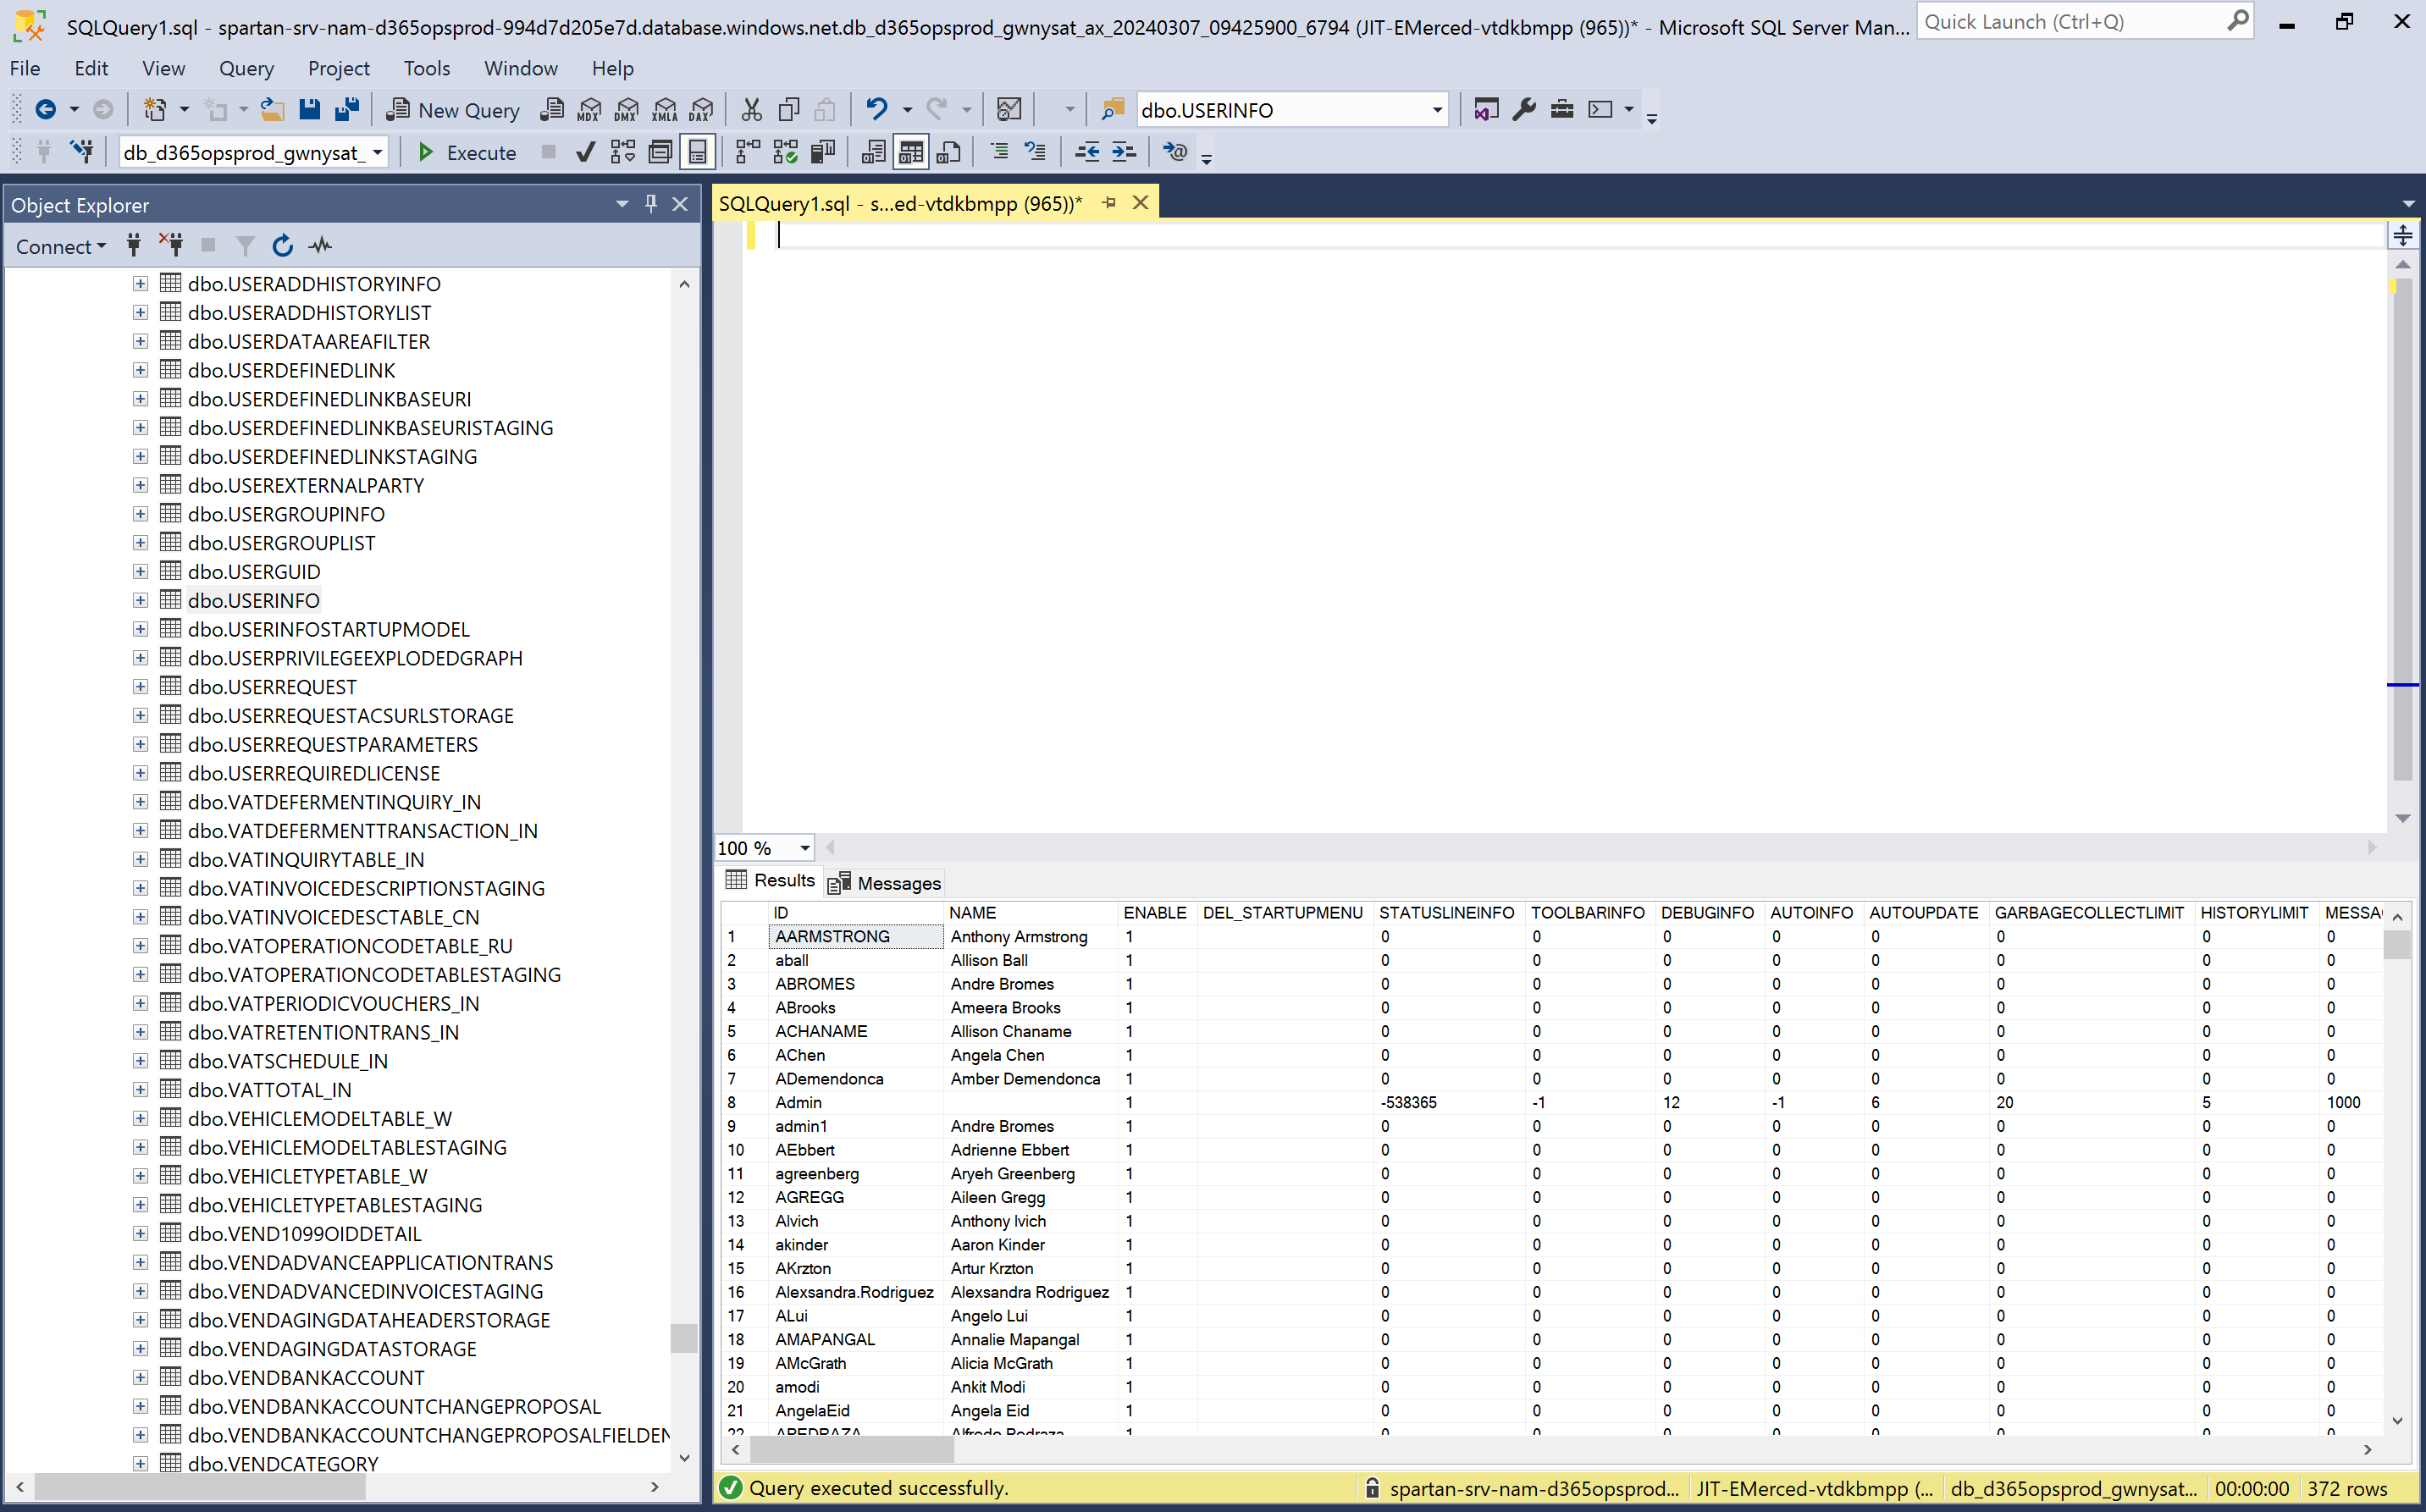 SQLQuery1.sql - spartan-srv-nam-d365opsprod-994d7d205e7d.database.windows.net.db_d365opsprod_gwnysat_ax_20240307_09425900_6794 (JIT-EMerced-vtdkbmpp (965))* - Microsoft SQL Server Man...
Quick Launch (Ctrl+Q)
File Edit View Query Project Tools Window Help
New Query MDX DMX XMLA DAX dbo.USERINFO
db_d365opsprod_gwnysat_ Execute
Object Explorer
Connect
dbo.USERADDHISTORYINFO
dbo.USERADDHISTORYLIST
dbo.USERDATAAREAFILTER
dbo.USERDEFINEDLINK
dbo.USERDEFINEDLINKBASEURI
dbo.USERDEFINEDLINKBASEURISTAGING
dbo.USERDEFINEDLINKSTAGING
dbo.USEREXTERNALPARTY
dbo.USERGROUPINFO
dbo.USERGROUPLIST
dbo.USERGUID
dbo.USERINFO
dbo.USERINFOSTARTUPMODEL
dbo.USERPRIVILEGEEXPLODEDGRAPH
dbo.USERREQUEST
dbo.USERREQUESTACSURLSTORAGE
dbo.USERREQUESTPARAMETERS
dbo.USERREQUIREDLICENSE
dbo.VATDEFERMENTINQUIRY_IN
dbo.VATDEFERMENTTRANSACTION_IN
dbo.VATINQUIRYTABLE_IN
dbo.VATINVOICEDESCRIPTIONSTAGING
dbo.VATINVOICEDESCTABLE_CN
dbo.VATOPERATIONCODETABLE_RU
dbo.VATOPERATIONCODETABLESTAGING
dbo.VATPERIODICVOUCHERS_IN
dbo.VATRETENTIONTRANS_IN
dbo.VATSCHEDULE_IN
dbo.VATTOTAL_IN
dbo.VEHICLEMODELTABLE_W
dbo.VEHICLEMODELTABLESTAGING
dbo.VEHICLETYPETABLE_W
dbo.VEHICLETYPETABLESTAGING
dbo.VEND1099OIDDETAIL
dbo.VENDADVANCEAPPLICATIONTRANS
dbo.VENDADVANCEDINVOICESTAGING
dbo.VENDAGINGDATAHEADERSTORAGE
dbo.VENDAGINGDATASTORAGE
dbo.VENDBANKACCOUNT
dbo.VENDBANKACCOUNTCHANGEPROPOSAL
dbo.VENDBANKACCOUNTCHANGEPROPOSALFIELDEN
dbo.VENDCATEGORY
SQLQuery1.sql - s...ed-vtdkbmpp (965))*
100 %
Results Messages
ID NAME ENABLE DEL_STARTUPMENU STATUSLINEINFO TOOLBARINFO DEBUGINFO AUTOINFO AUTOUPDATE GARBAGECOLLECTLIMIT HISTORYLIMIT MESSA
1 AARMSTRONG Anthony Armstrong 1 0 0 0 0 0 0 0 0
2 aball Allison Ball 1 0 0 0 0 0 0 0 0
3 ABROMES Andre Bromes 1 0 0 0 0 0 0 0 0
4 ABrooks Ameera Brooks 1 0 0 0 0 0 0 0 0
5 ACHANAME Allison Chaname 1 0 0 0 0 0 0 0 0
6 AChen Angela Chen 1 0 0 0 0 0 0 0 0
7 ADemendonca Amber Demendonca 1 0 0 0 0 0 0 0 0
8 Admin 1 -538365 -1 12 -1 6 20 5 1000
9 admin1 Andre Bromes 1 0 0 0 0 0 0 0 0
10 AEbbert Adrienne Ebbert 1 0 0 0 0 0 0 0 0
11 agreenberg Aryeh Greenberg 1 0 0 0 0 0 0 0 0
12 AGREGG Aileen Gregg 1 0 0 0 0 0 0 0 0
13 AIvich Anthony Ivich 1 0 0 0 0 0 0 0 0
14 akinder Aaron Kinder 1 0 0 0 0 0 0 0 0
15 AKrzton Artur Krzton 1 0 0 0 0 0 0 0 0
16 Alexsandra.Rodriguez Alexsandra Rodriguez 1 0 0 0 0 0 0 0 0
17 ALui Angelo Lui 1 0 0 0 0 0 0 0 0
18 AMAPANGAL Annalie Mapangal 1 0 0 0 0 0 0 0 0
19 AMcGrath Alicia McGrath 1 0 0 0 0 0 0 0 0
20 amodi Ankit Modi 1 0 0 0 0 0 0 0 0
21 AngelaEid Angela Eid 1 0 0 0 0 0 0 0 0
22 APEDRAZA Alfredo Pedraza 1 0 0 0 0 0 0 0 0
Query executed successfully. spartan-srv-nam-d365opsprod... JIT-EMerced-vtdkbmpp (... db_d365opsprod_gwnysat... 00:00:00 372 rows